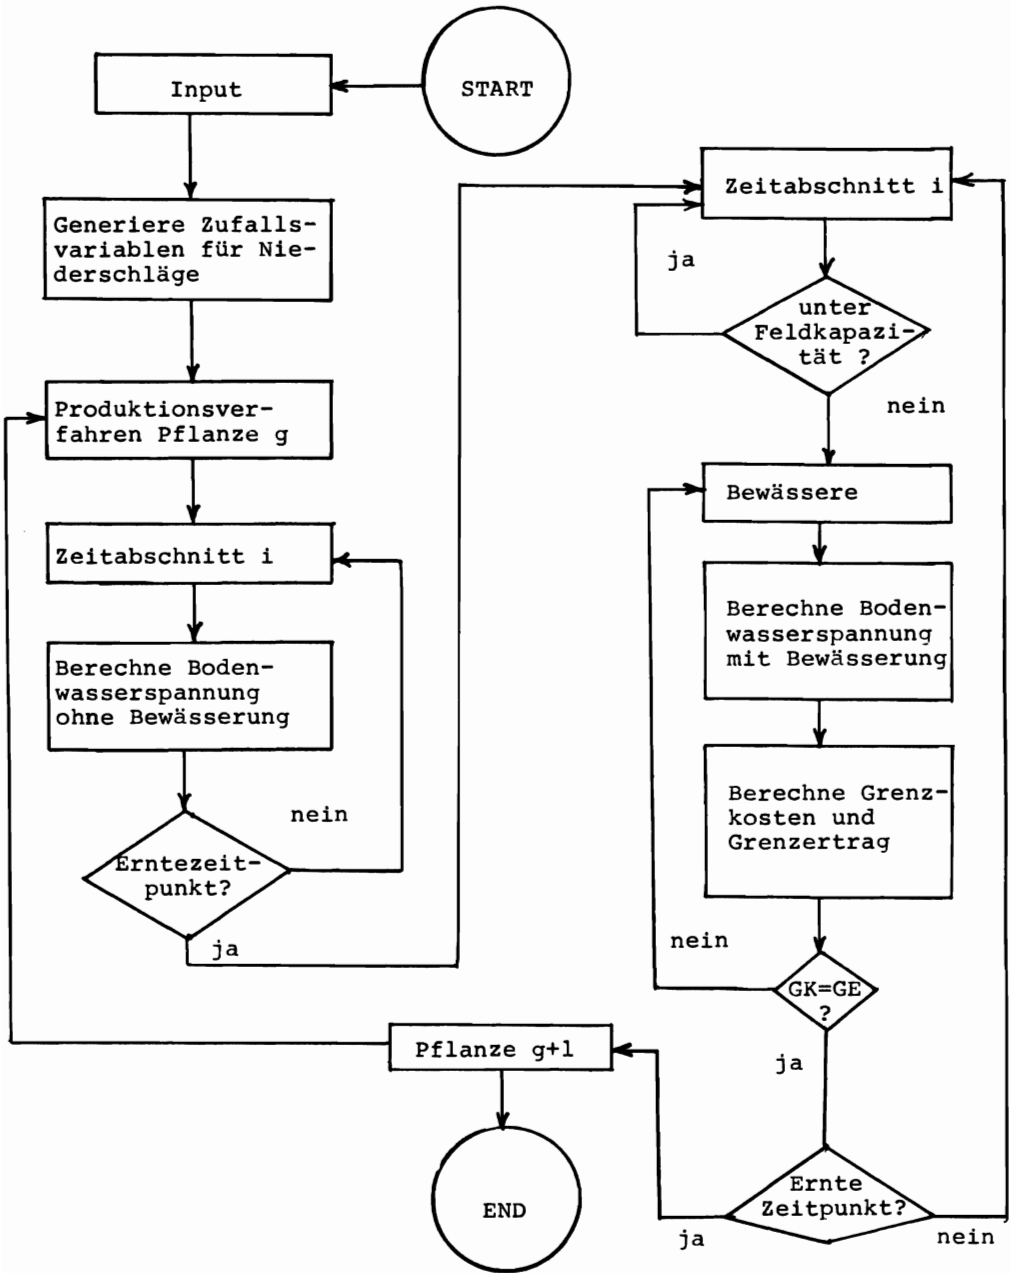 START
Input
Generiere Zufalls-
variablen für Nie-
derschläge
Produktionsver-
fahren Pflanze g
Zeitabschnitt i
Berechne Boden-
wasserspannung
ohne Bewässerung
nein
Erntezeit-
punkt?
ja
Zeitabschnitt i
ja
unter
Feldkapazi-
tät ?
nein
Bewässere
Berechne Boden-
wasserspannung
mit Bewässerung
Berechne Grenz-
kosten und
Grenzertrag
nein
GK=GE
?
ja
Ernte
Zeitpunkt?
ja
nein
Pflanze g+1
END